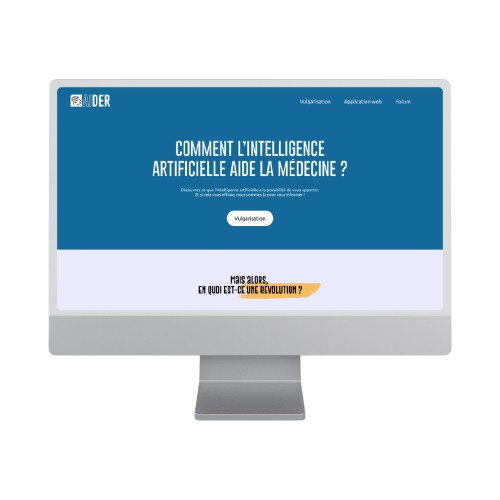 AIDER
Vulgarisation Application web Forum
COMMENT L'INTELLIGENCE
ARTIFICIELLE AIDE LA MÉDECINE ?
Découvrez ce que l'intelligence artificielle a la possibilité de vous apporter.
Et si cela vous effraie, nous sommes là pour vous informer !
Vulgarisation
MAIS ALORS,
EN QUOI EST-CE UNE RÉVOLUTION ?